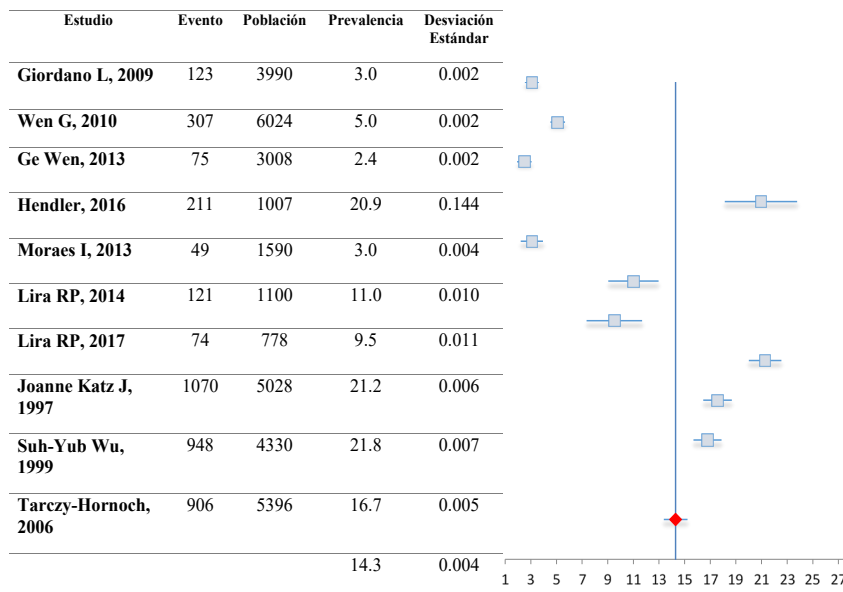 Estudio Evento Población Prevalencia Desviación
Estándar
Giordano L, 2009 123 3990 3.0 0.002
Wen G, 2010 307 6024 5.0 0.002
Ge Wen, 2013 75 3008 2.4 0.002
Hendler, 2016 211 1007 20.9 0.144
Moraes I, 2013 49 1590 3.0 0.004
Lira RP, 2014 121 1100 11.0 0.010
Lira RP, 2017 74 778 9.5 0.011
Joanne Katz J, 1070 5028 21.2 0.006
1997
Suh-Yub Wu, 948 4330 21.8 0.007
1999
Tarczy-Hornoch, 906 5396 16.7 0.005
2006
14.3 0.004
1 3 5 7 9 11 13 15 17 19 21 23 25 27